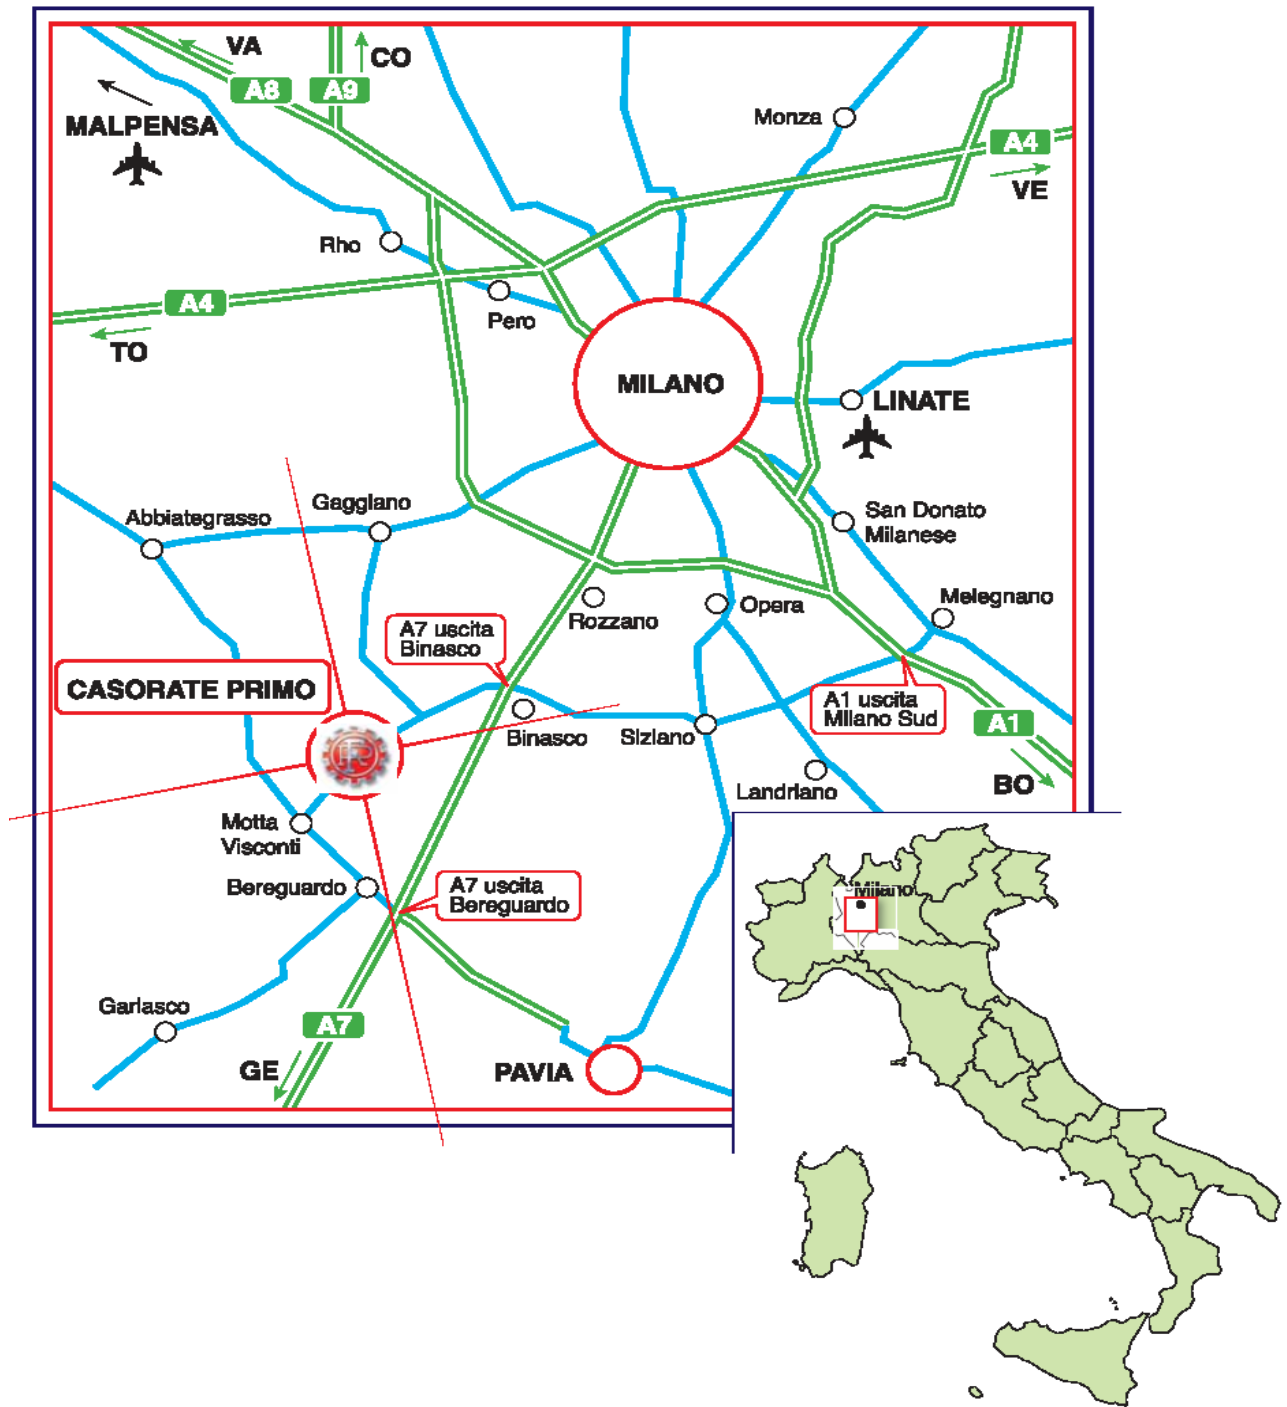 VA
CO
A8
A9
MALPENSA
Monza
A4
VE
Rho
A4
Pero
TO
MILANO
LINATE
Gaggiano
Abbiategrasso
San Donato
Milanese
Melegnano
Opera
Rozzano
A7 uscita
Binasco
CASORATE PRIMO
A1 uscita
Milano Sud
A1
Binasco
Siziano
BO
Landriano
Motta
Visconti
Bereguardo
A7 uscita
Bereguardo
Milano
Garlasco
A7
GE
PAVIA